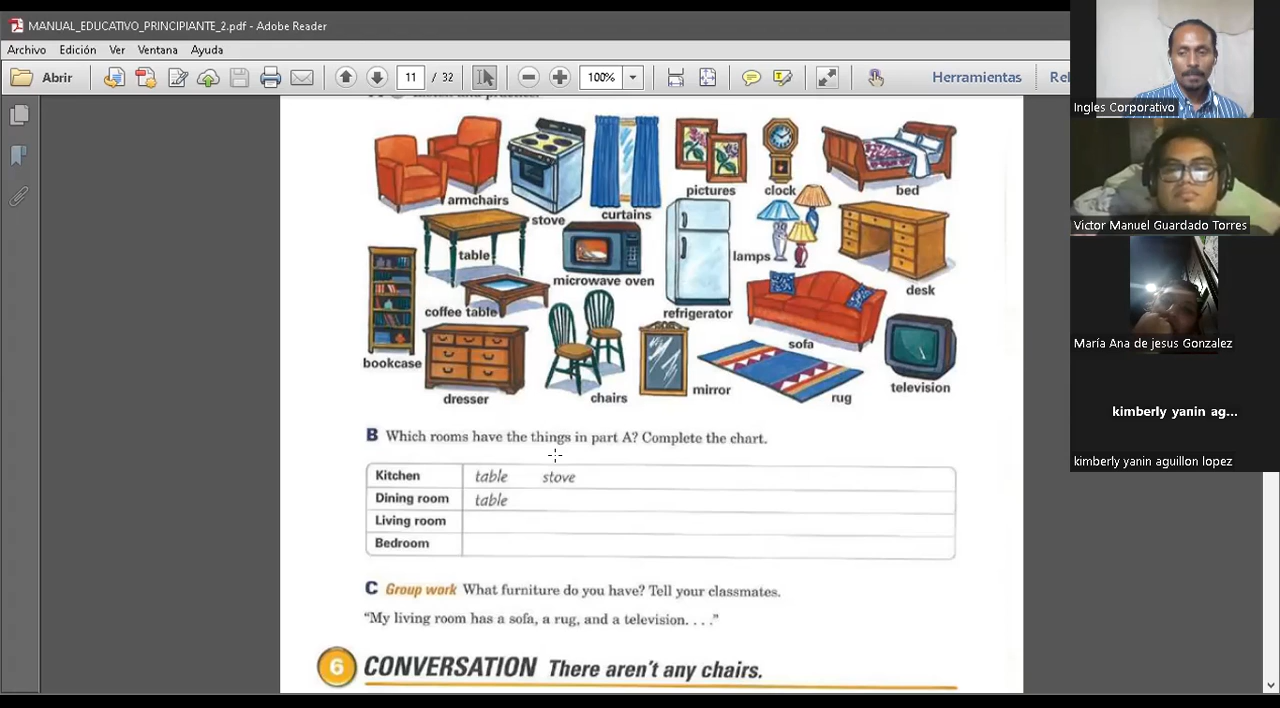 MANUAL_EDUCATIVO_PRINCIPIANTE_2.pdf - Adobe Reader
Archivo Edición Ver Ventana Ayuda
Abrir 11 / 32 100% Herramientas
Ingles Corporativo
Victor Manuel Guardado Torres
María Ana de jesus Gonzalez
kimberly yanin ag...
kimberly yanin aguillon lopez
armchairs
stove
curtains
pictures
clock
bed
table
microwave oven
lamps
desk
coffee table
refrigerator
sofa
television
bookcase
dresser
chairs
mirror
rug
B Which rooms have the things in part A? Complete the chart.
Kitchen table stove
Dining room table
Living room
Bedroom
C Group work What furniture do you have? Tell your classmates.
“My living room has a sofa, a rug, and a television. . . .”
6 CONVERSATION There aren't any chairs.